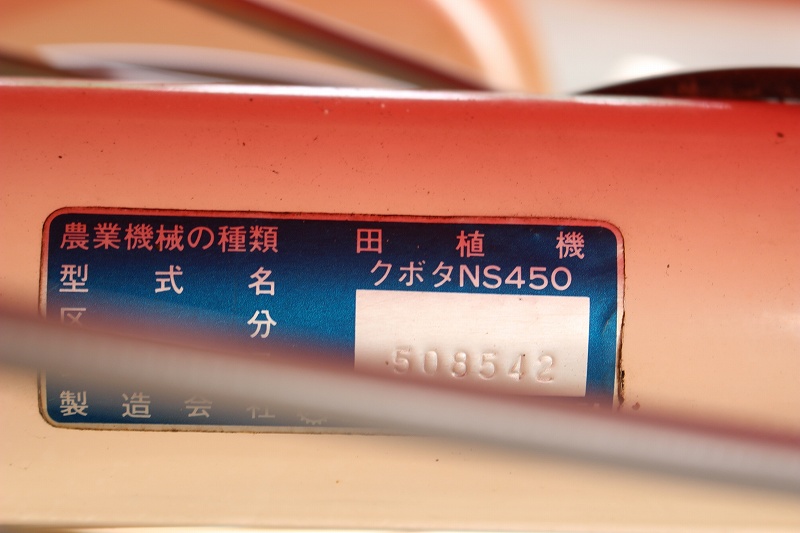 農業機械の種類 田植機
型式名 クボタNS450
区分
508542
製造会社